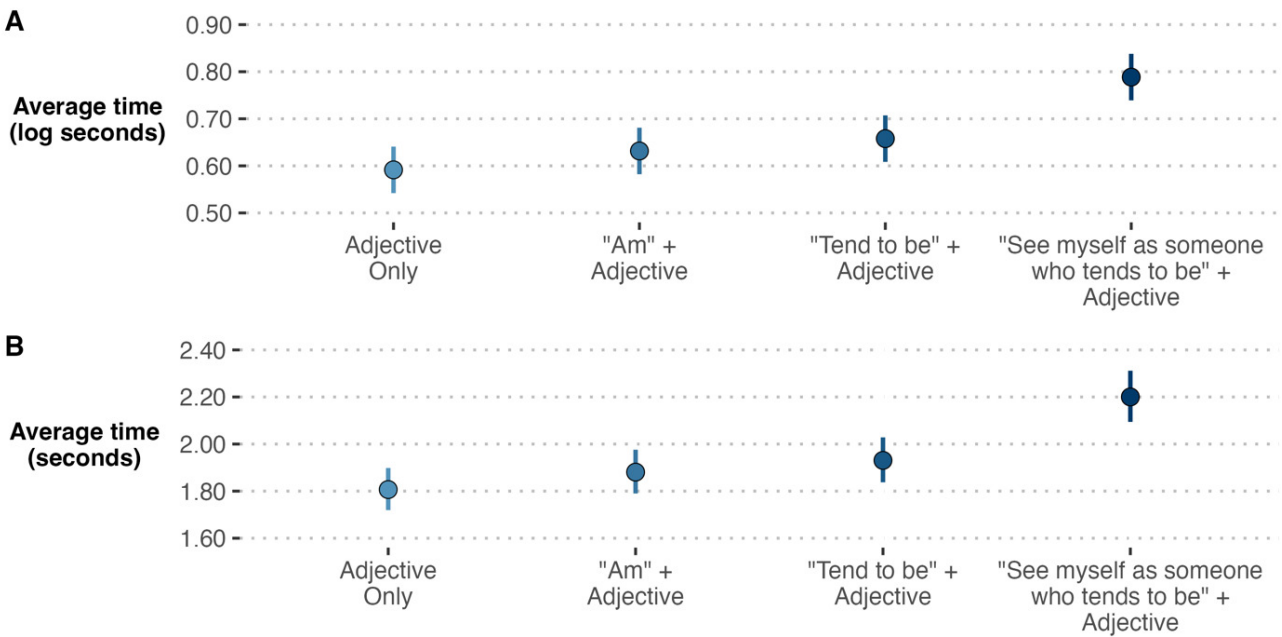 A
0.90
0.80
0.70
0.60
0.50
Average time
(log seconds)
Adjective
Only
"Am" +
Adjective
"Tend to be" +
Adjective
"See myself as someone
who tends to be" +
Adjective
B
2.40
2.20
2.00
1.80
1.60
Average time
(seconds)
Adjective
Only
"Am" +
Adjective
"Tend to be" +
Adjective
"See myself as someone
who tends to be" +
Adjective